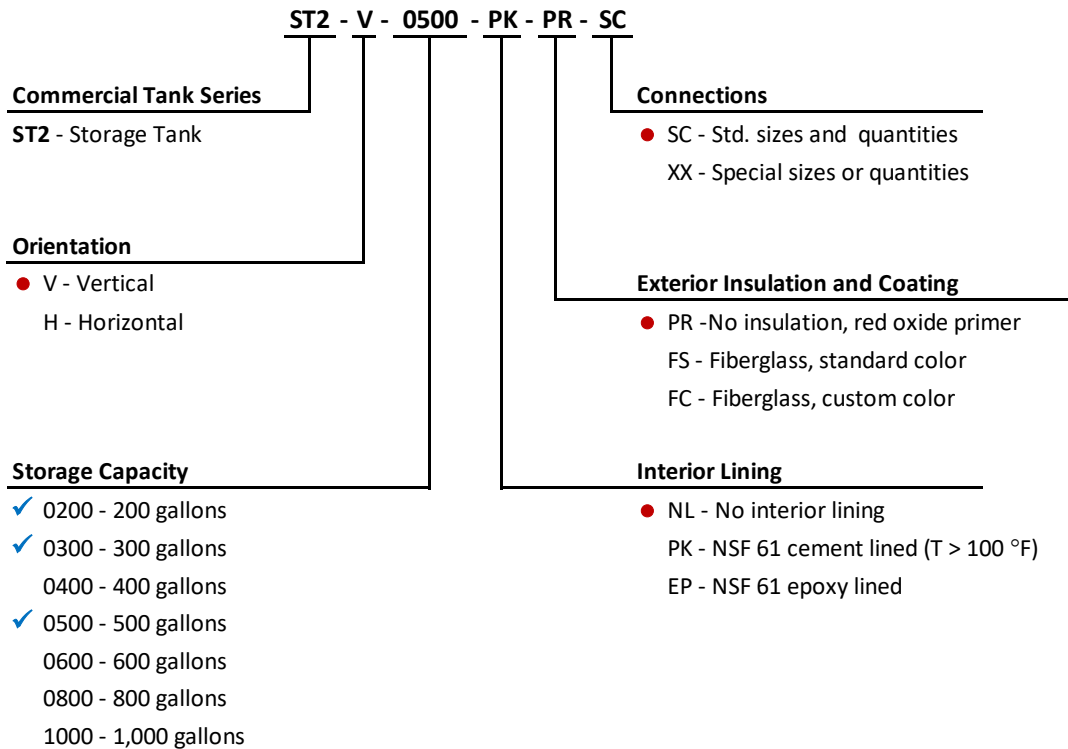 ST2 - V - 0500 - PK - PR - SC
Commercial Tank Series
ST2 - Storage Tank
Orientation
V - Vertical
H - Horizontal
Storage Capacity
0200 - 200 gallons
0300 - 300 gallons
0400 - 400 gallons
0500 - 500 gallons
0600 - 600 gallons
0800 - 800 gallons
1000 - 1,000 gallons
Connections
SC - Std. sizes and quantities
XX - Special sizes or quantities
Exterior Insulation and Coating
PR -No insulation, red oxide primer
FS - Fiberglass, standard color
FC - Fiberglass, custom color
Interior Lining
NL - No interior lining
PK - NSF 61 cement lined (T > 100 °F)
EP - NSF 61 epoxy lined